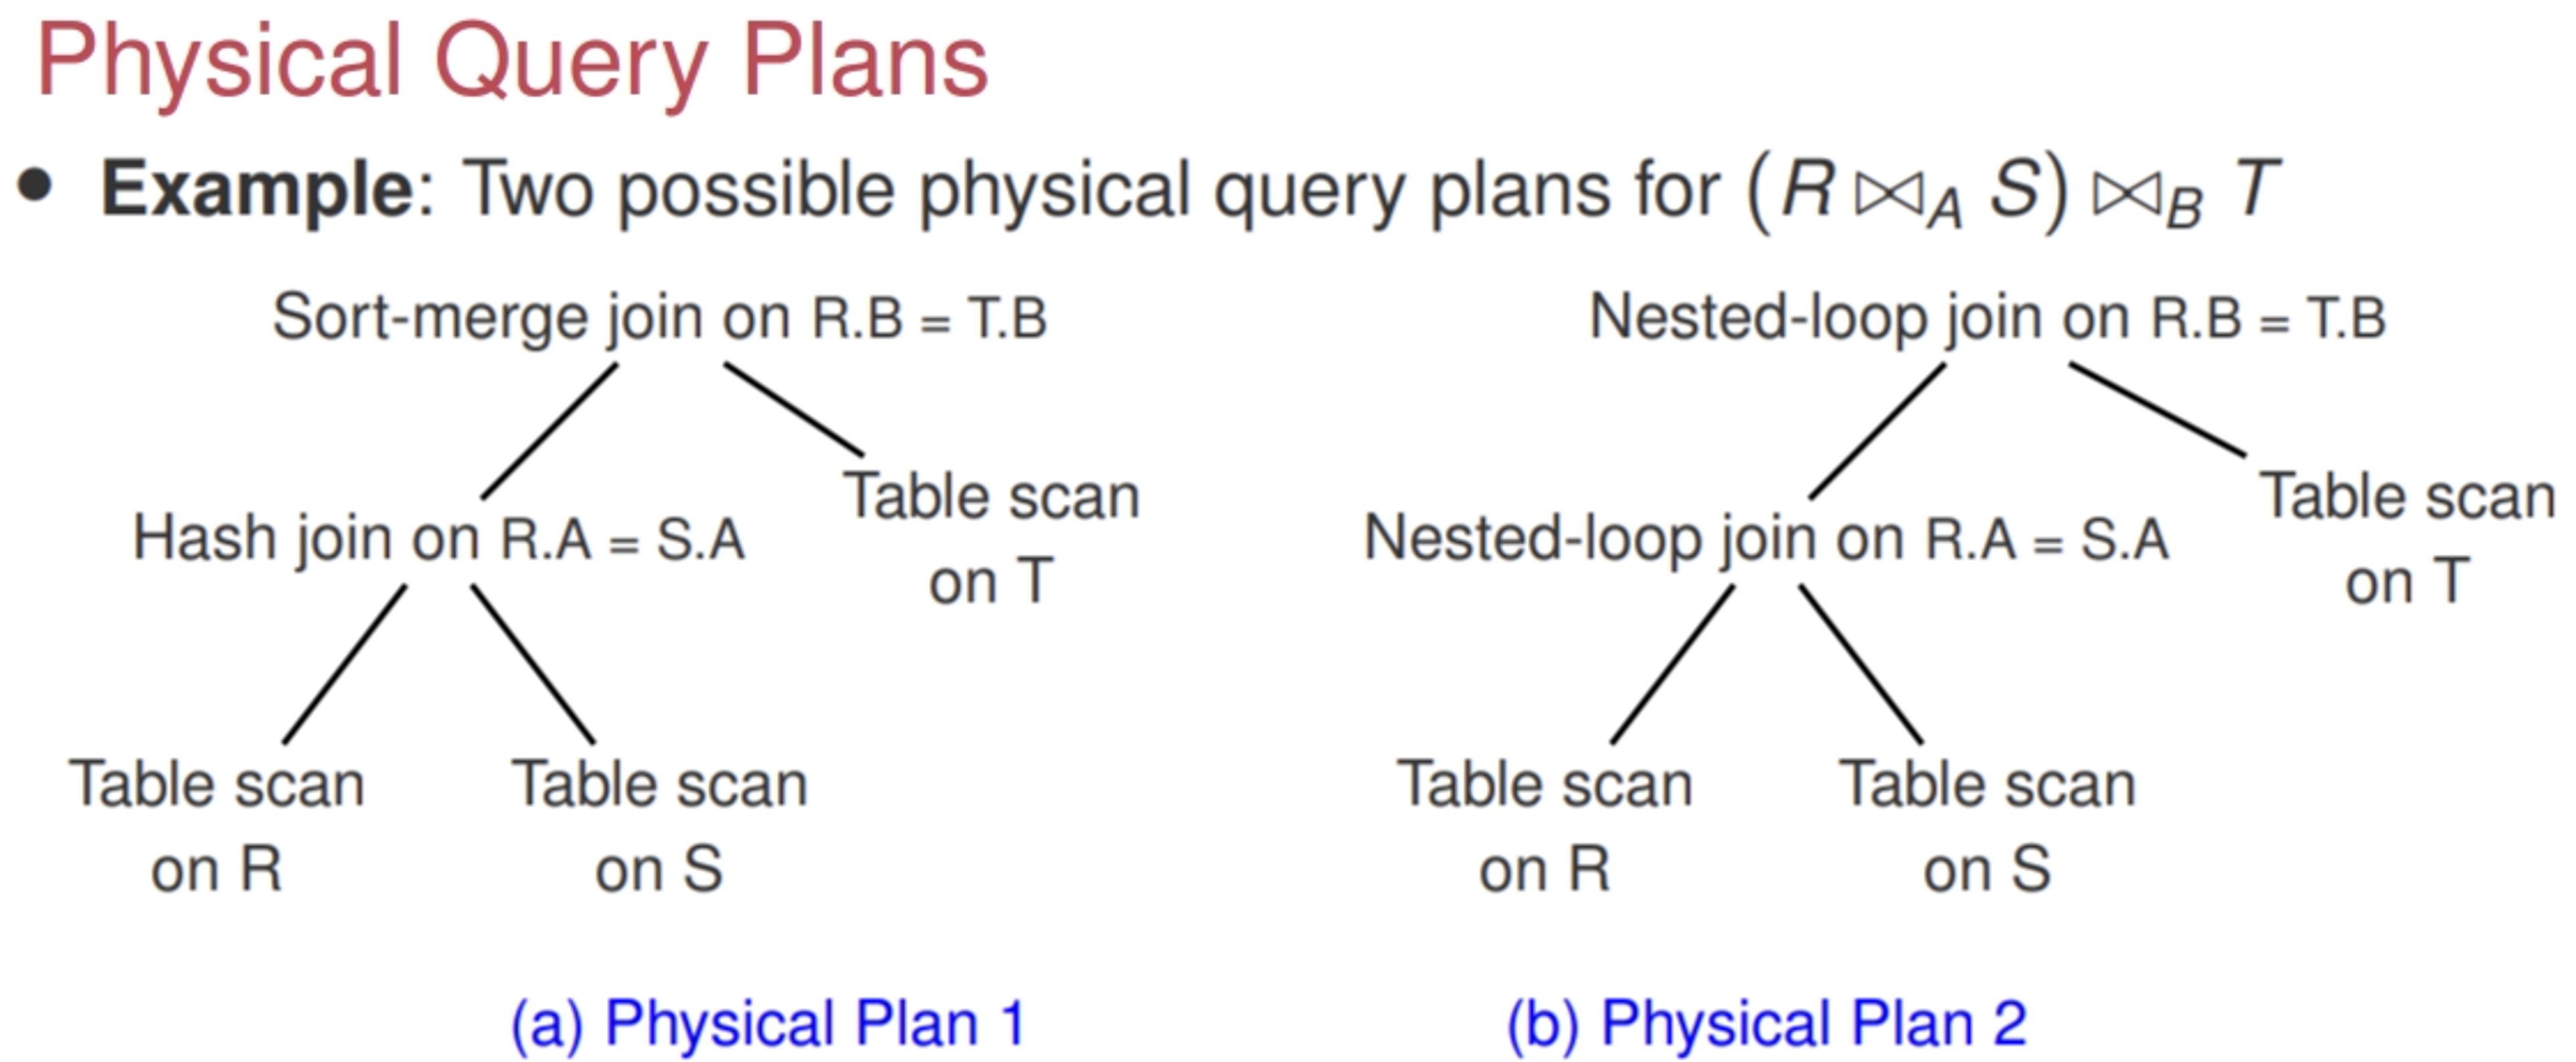 Physical Query Plans
• Example: Two possible physical query plans for (R ⋈A S) ⋈B T
Sort-merge join on R.B = T.B
Hash join on R.A = S.A
Table scan
on T
Table scan
on R
Table scan
on S
(a) Physical Plan 1
Nested-loop join on R.B = T.B
Nested-loop join on R.A = S.A
Table scan
on T
Table scan
on R
Table scan
on S
(b) Physical Plan 2